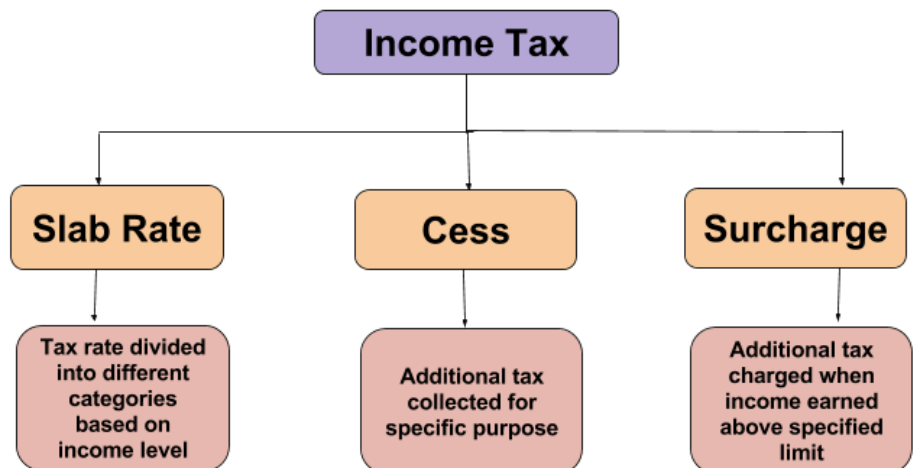 Income Tax
Slab Rate
Cess
Surcharge
Tax rate divided
into different
categories
based on
income level
Additional tax
collected for
specific purpose
Additional tax
charged when
income earned
above specified
limit